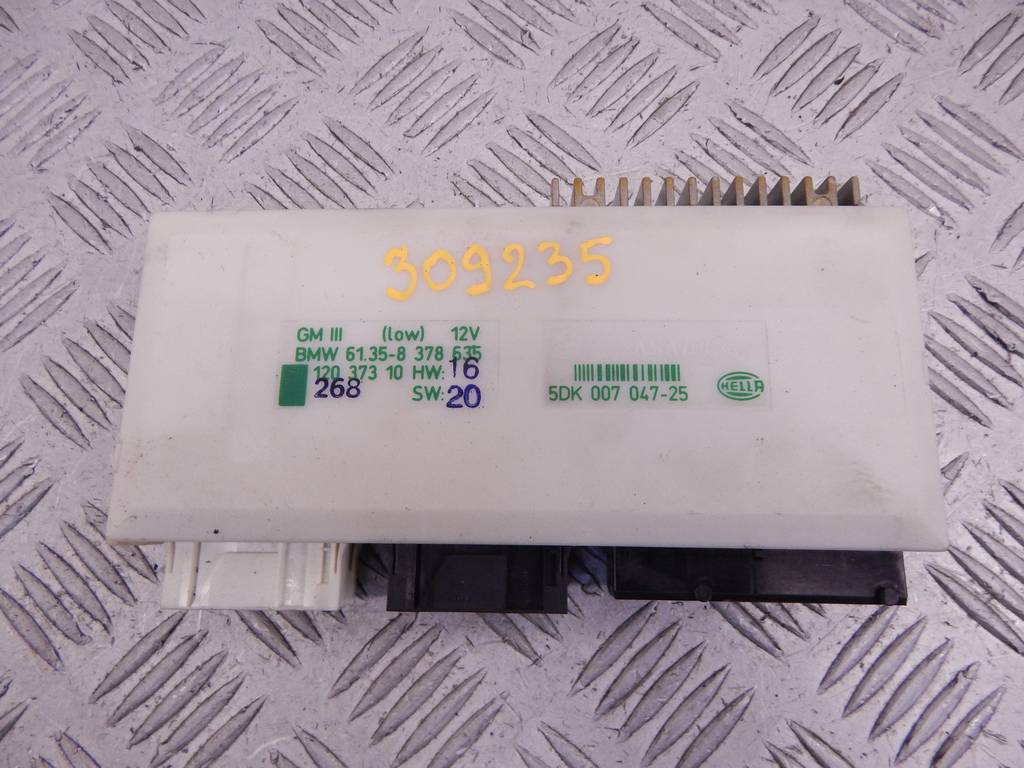 309235
GM III (low) 12V
BMW 61.35-8 378 635
120 373 10 HW: 16
268 SW: 20
5DK 007 047-25
HELLA